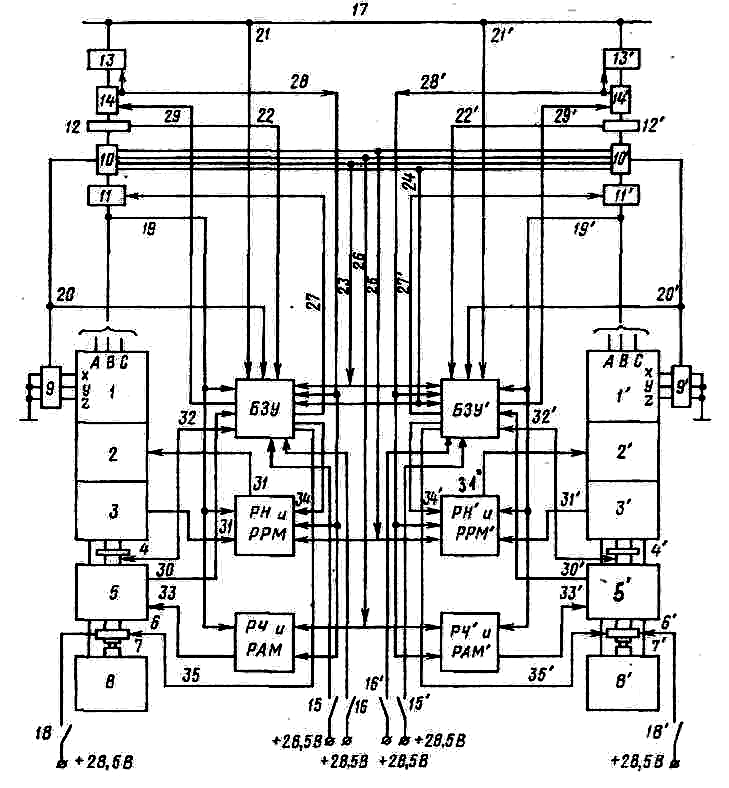 17
21 21'
13 13'
28 28'
14 14'
29 22 22' 29'
12 12'
10 10'
24
11 11'
19 19'
26
27 23 25 27'
20 20'
А В С А В С
9 x y z 1 1' x y z 9'
БЗУ БЗУ'
32 32'
2 2'
31 34 34' 31'
3 РН и РРМ РН' и РРМ' 3'
31 31'
4 4'
30 30'
5 33 33' 5'
6 РЧ и РАМ РЧ' и РАМ' 6'
7 7'
35 35'
8 8'
16' 15'
15 16
18 18'
+28,5В +28,5В
+28,5В +28,5В
+28,5В +28,5В